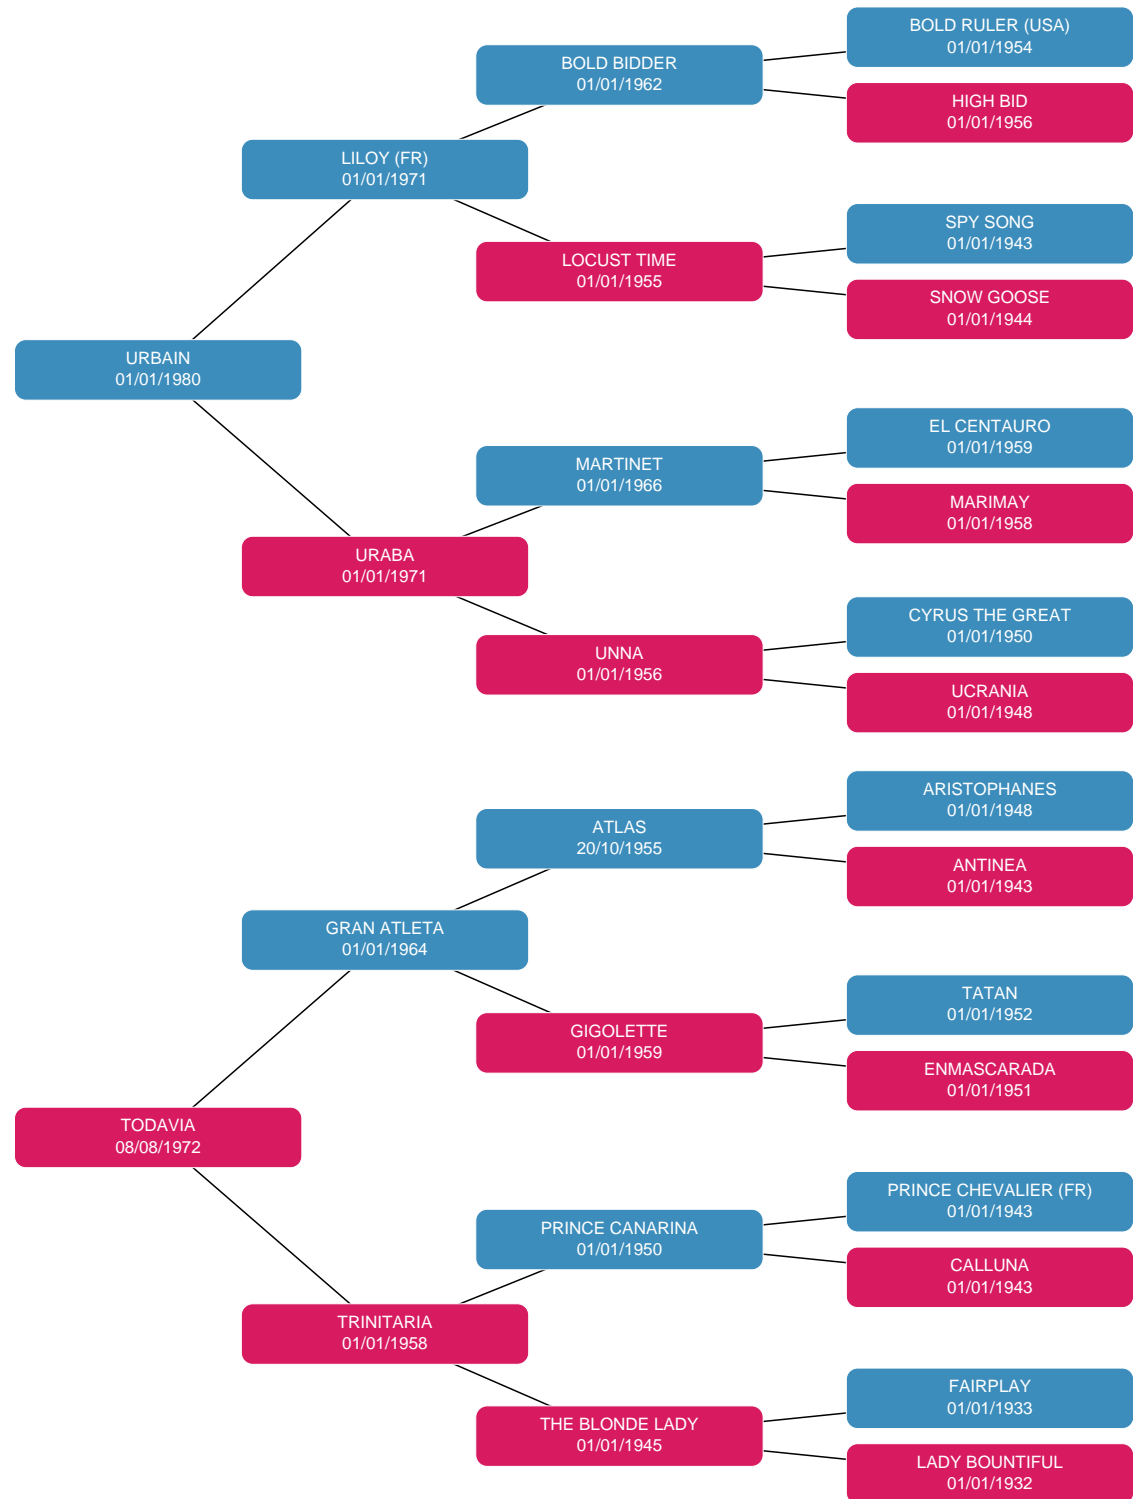 BOLD RULER (USA)
01/01/1954
BOLD BIDDER
01/01/1962
HIGH BID
01/01/1956
LILOY (FR)
01/01/1971
SPY SONG
01/01/1943
LOCUST TIME
01/01/1955
SNOW GOOSE
01/01/1944
URBAIN
01/01/1980
EL CENTAURO
01/01/1959
MARTINET
01/01/1966
MARIMAY
01/01/1958
URABA
01/01/1971
CYRUS THE GREAT
01/01/1950
UNNA
01/01/1956
UCRANIA
01/01/1948
ARISTOPHANES
01/01/1948
ATLAS
20/10/1955
ANTINEA
01/01/1943
GRAN ATLETA
01/01/1964
TATAN
01/01/1952
GIGOLETTE
01/01/1959
ENMASCARADA
01/01/1951
TODAVIA
08/08/1972
PRINCE CHEVALIER (FR)
01/01/1943
PRINCE CANARINA
01/01/1950
CALLUNA
01/01/1943
TRINITARIA
01/01/1958
FAIRPLAY
01/01/1933
THE BLONDE LADY
01/01/1945
LADY BOUNTIFUL
01/01/1932